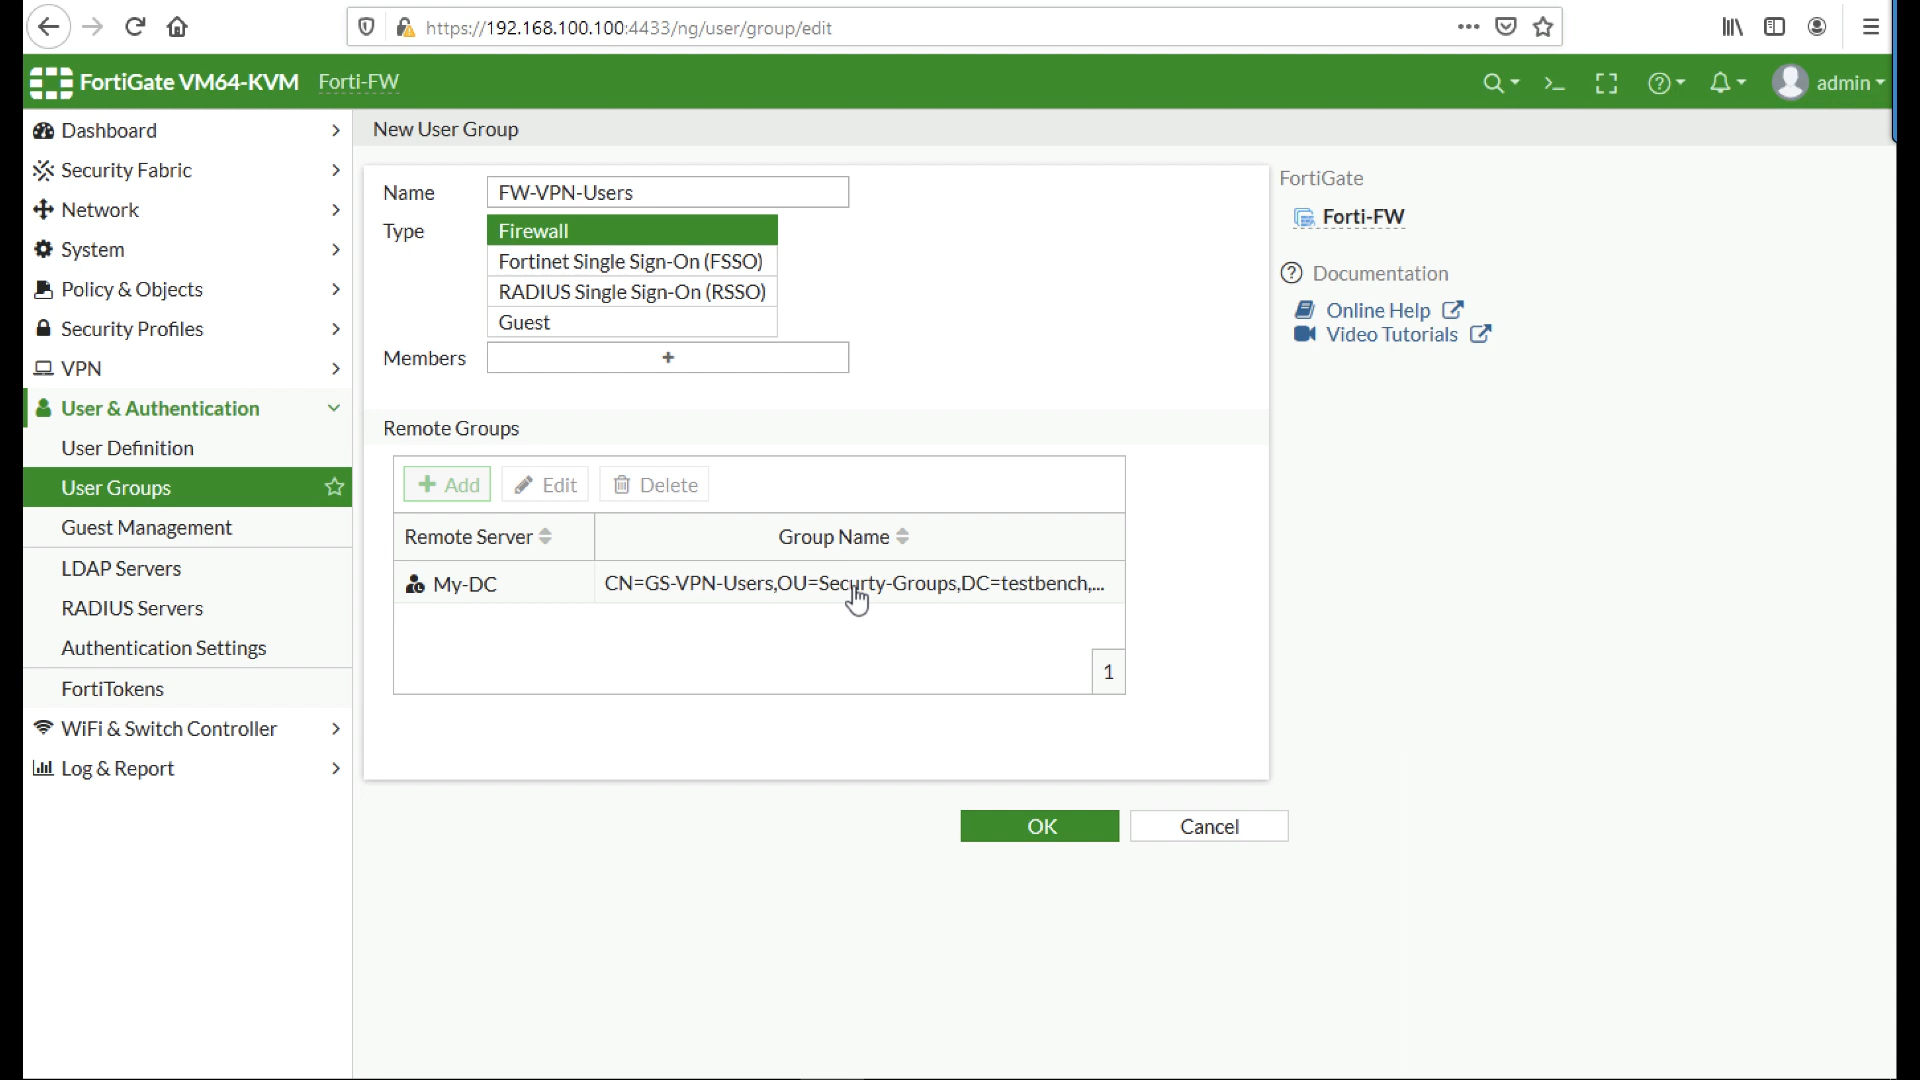 https://192.168.100.100:4433/ng/user/group/edit
FortiGate VM64-KVM Forti-FW
admin
Dashboard
Security Fabric
Network
System
Policy & Objects
Security Profiles
VPN
User & Authentication
User Definition
User Groups
Guest Management
LDAP Servers
RADIUS Servers
Authentication Settings
FortiTokens
WiFi & Switch Controller
Log & Report
New User Group
Name FW-VPN-Users
Type Firewall
Fortinet Single Sign-On (FSSO)
RADIUS Single Sign-On (RSSO)
Guest
Members +
Remote Groups
+ Add Edit Delete
Remote Server Group Name
My-DC CN=GS-VPN-Users,OU=Securty-Groups,DC=testbench,...
1
OK Cancel
FortiGate
Forti-FW
Documentation
Online Help
Video Tutorials